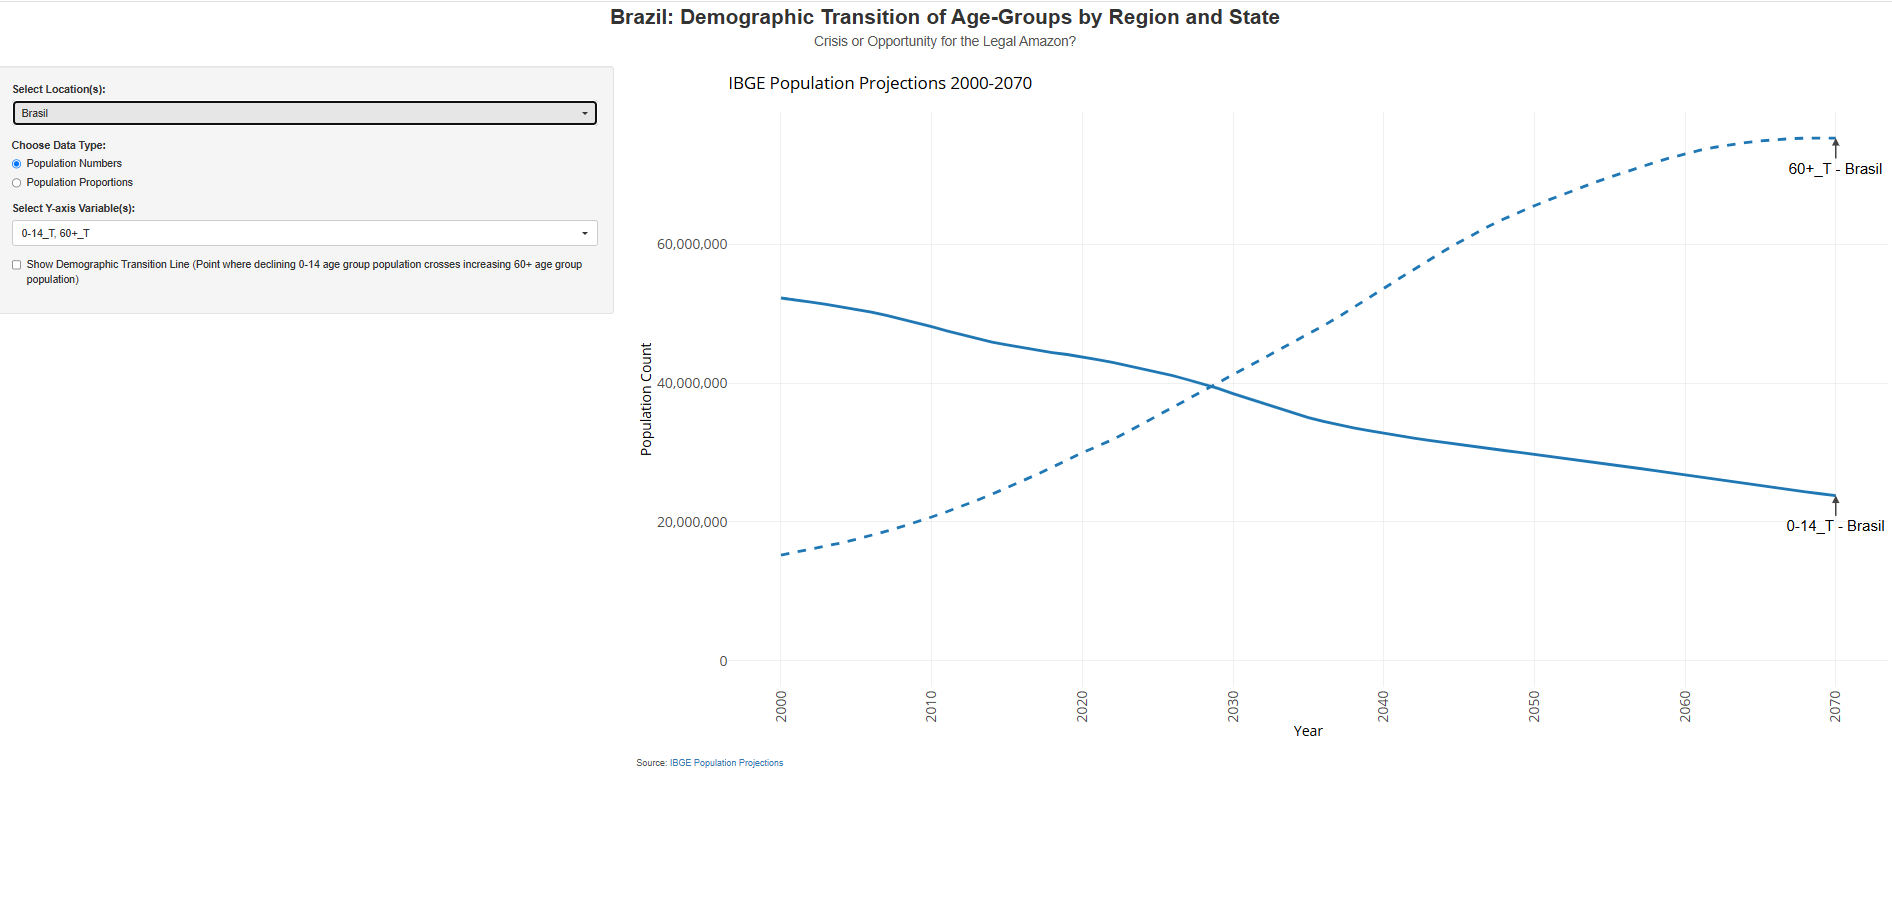 Brazil: Demographic Transition of Age-Groups by Region and State
Crisis or Opportunity for the Legal Amazon?
Select Location(s):
Brasil
Choose Data Type:
Population Numbers
Population Proportions
Select Y-axis Variable(s):
0-14_T, 60+_T
Show Demographic Transition Line (Point where declining 0-14 age group population crosses increasing 60+ age group
population)
IBGE Population Projections 2000-2070
60+_T - Brasil
0-14_T - Brasil
Population Count
60,000,000
40,000,000
20,000,000
0
2000
2010
2020
2030
2040
2050
2060
2070
Year
Source: IBGE Population Projections